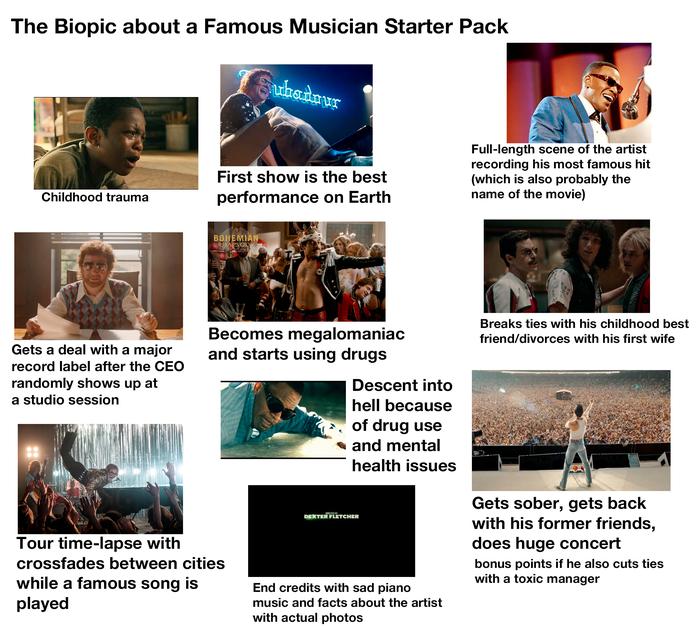 The Biopic about a Famous Musician Starter Pack
Troubadour
Childhood trauma
First show is the best
performance on Earth
Full-length scene of the artist
recording his most famous hit
(which is also probably the
name of the movie)
BOHEMIAN
RHAPSODY
Gets a deal with a major
record label after the CEO
randomly shows up at
a studio session
Becomes megalomaniac
and starts using drugs
Breaks ties with his childhood best
friend/divorces with his first wife
Descent into
hell because
of drug use
and mental
health issues
Tour time-lapse with
crossfades between cities
while a famous song is
played
DEXTER FLETCHER
End credits with sad piano
music and facts about the artist
with actual photos
Gets sober, gets back
with his former friends,
does huge concert
bonus points if he also cuts ties
with a toxic manager